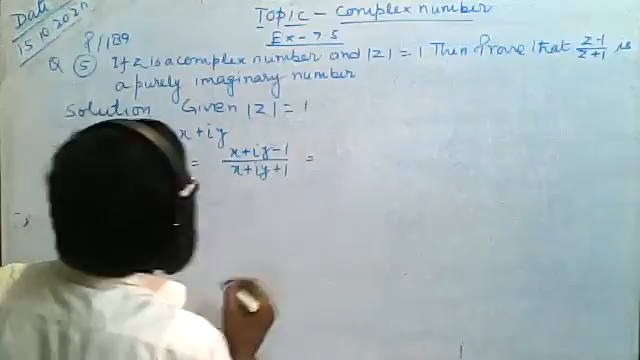 Date
15.10.2020
Topic - Complex number
Ex - 7.5
P/189
Q ⑤ If z is a complex number and |z| = 1 Then Prove that z-1/z+1 is
a purely imaginary number
Solution Given |z| = 1
x+iy
= x+iy-1/x+iy+1 =